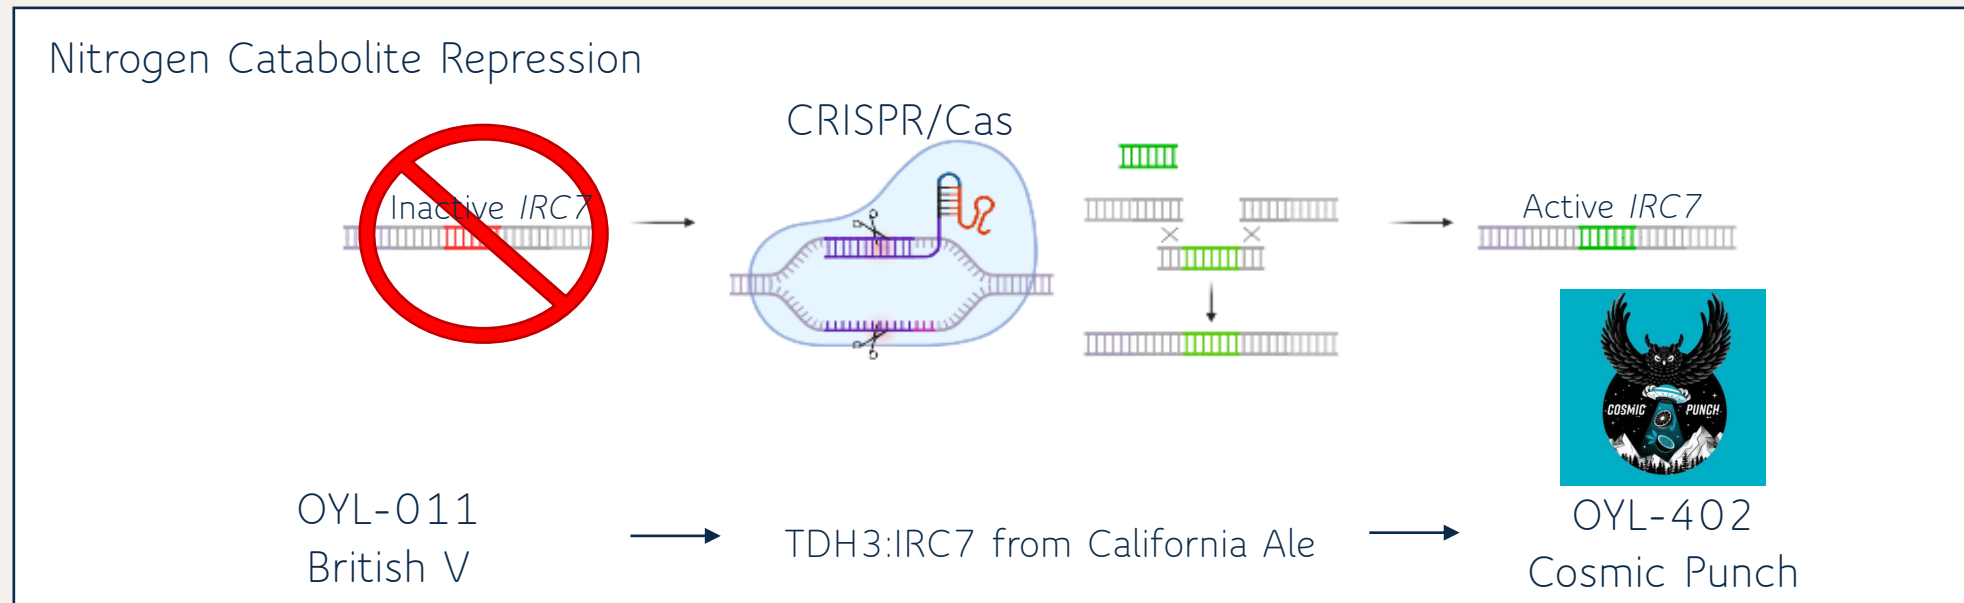 Nitrogen Catabolite Repression
CRISPR/Cas
Inactive IRC7
Active IRC7
COSMIC PUNCH
OYL-011
British V
TDH3:IRC7 from California Ale
OYL-402
Cosmic Punch